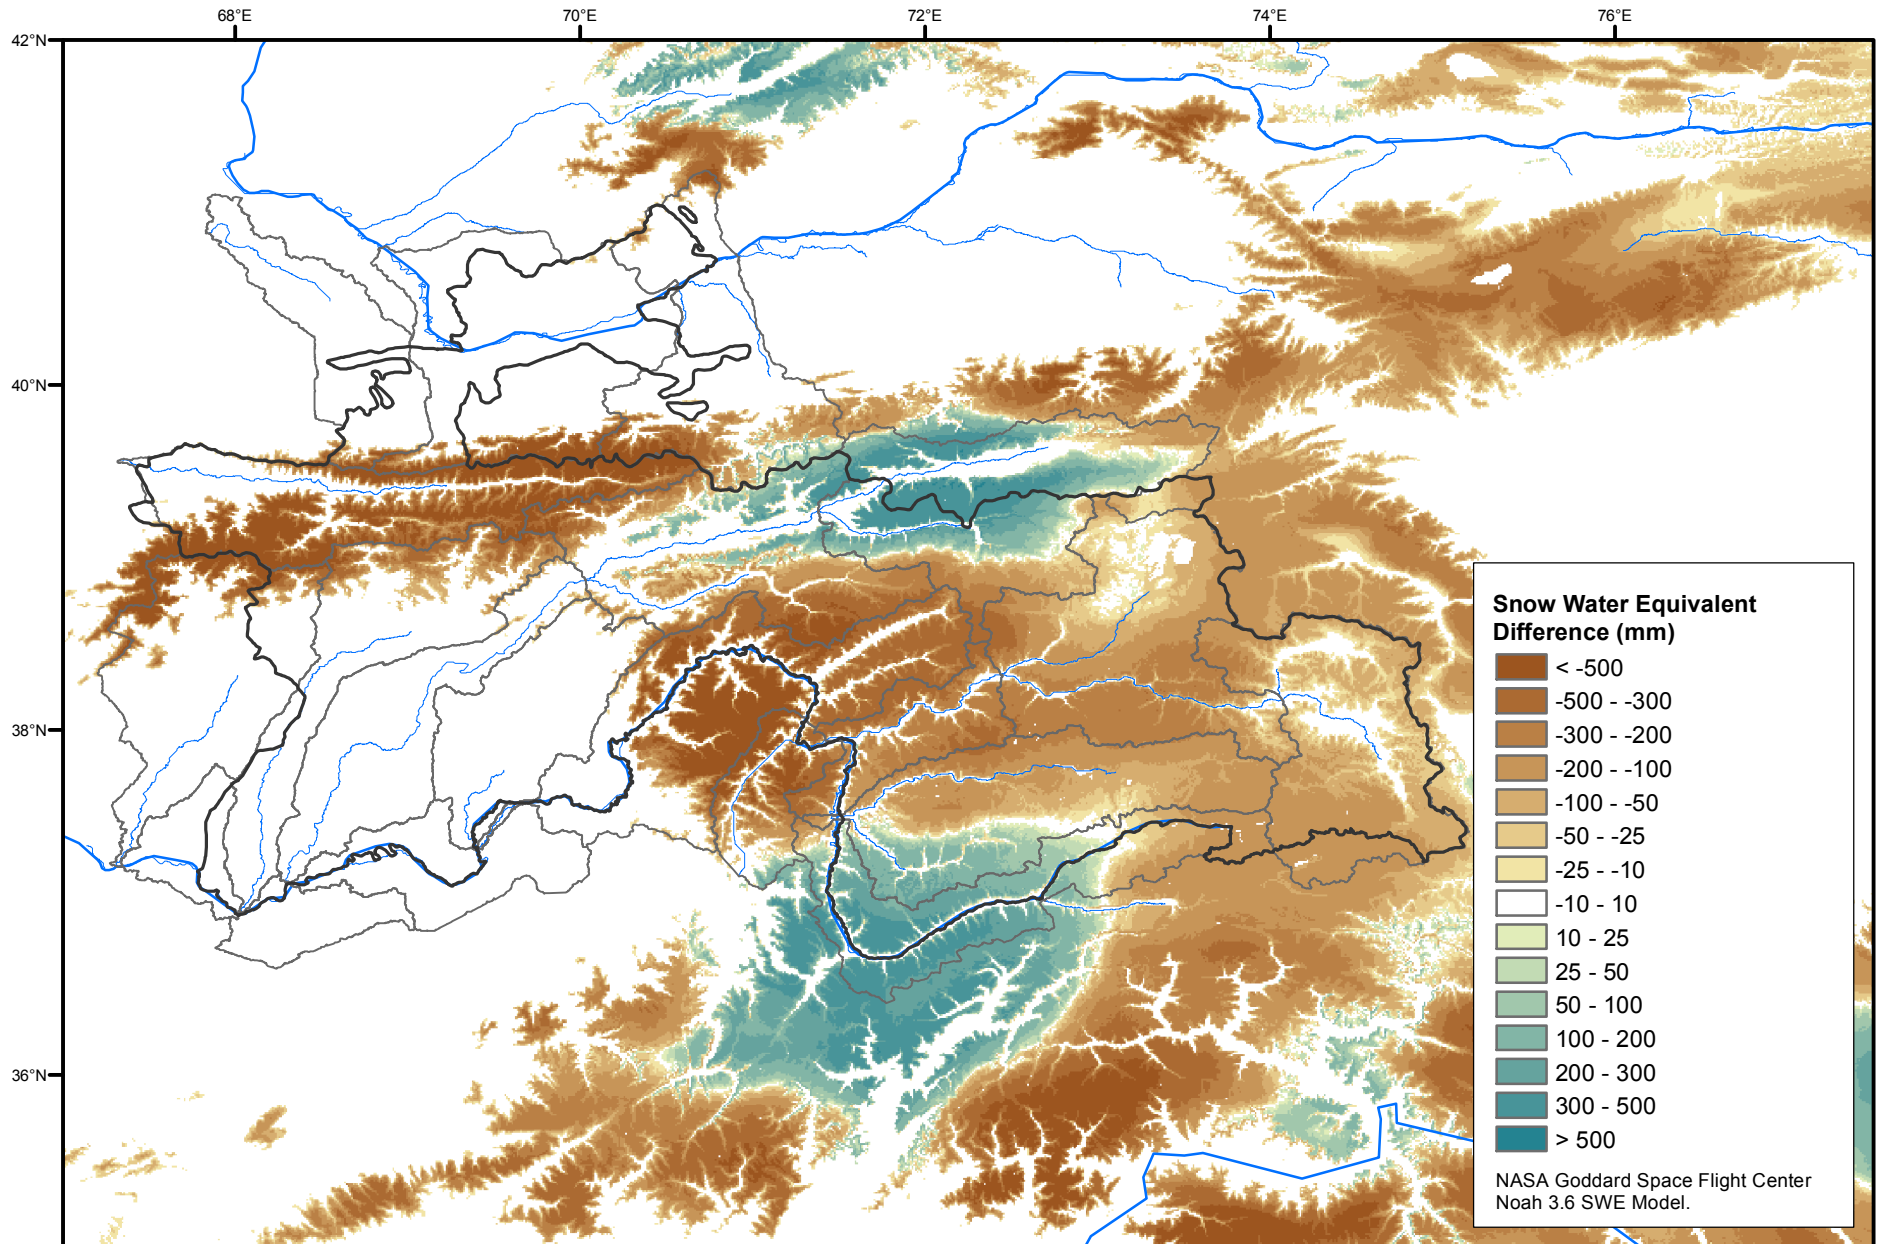 68°E
70°E
72°E
74°E
76°E
42°N
40°N
38°N
36°N
Snow Water Equivalent
Difference (mm)
< -500
-500 - -300
-300 - -200
-200 - -100
-100 - -50
-50 - -25
-25 - -10
-10 - 10
10 - 25
25 - 50
50 - 100
100 - 200
200 - 300
300 - 500
> 500
NASA Goddard Space Flight Center
Noah 3.6 SWE Model.